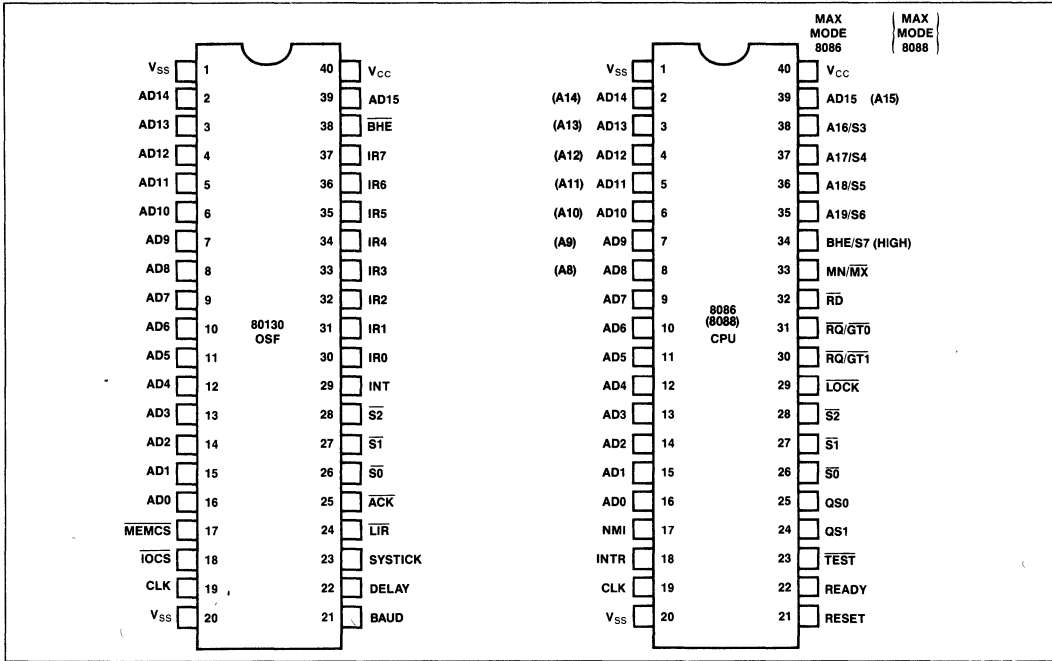 MAX MAX
MODE MODE
8086 8088
VSS 1 40 VCC VSS 1 40 VCC
AD14 2 39 AD15 (A14) AD14 2 39 AD15 (A15)
AD13 3 38 BHE (A13) AD13 3 38 A16/S3
AD12 4 37 IR7 (A12) AD12 4 37 A17/S4
AD11 5 36 IR6 (A11) AD11 5 36 A18/S5
AD10 6 35 IR5 (A10) AD10 6 35 A19/S6
AD9 7 34 IR4 (A9) AD9 7 34 BHE/S7 (HIGH)
AD8 8 33 IR3 (A8) AD8 8 33 MN/MX
AD7 9 32 IR2 AD7 9 32 RD
AD6 10 31 IR1 AD6 10 31 RQ/GT0
80130
OSF
8086
(8088)
CPU
AD5 11 30 IR0 AD5 11 30 RQ/GT1
AD4 12 29 INT AD4 12 29 LOCK
AD3 13 28 S2 AD3 13 28 S2
AD2 14 27 S1 AD2 14 27 S1
AD1 15 26 S0 AD1 15 26 S0
AD0 16 25 ACK AD0 16 25 QS0
MEMCS 17 24 LIR NMI 17 24 QS1
IOCS 18 23 SYSTICK INTR 18 23 TEST
CLK 19 22 DELAY CLK 19 22 READY
VSS 20 21 BAUD VSS 20 21 RESET